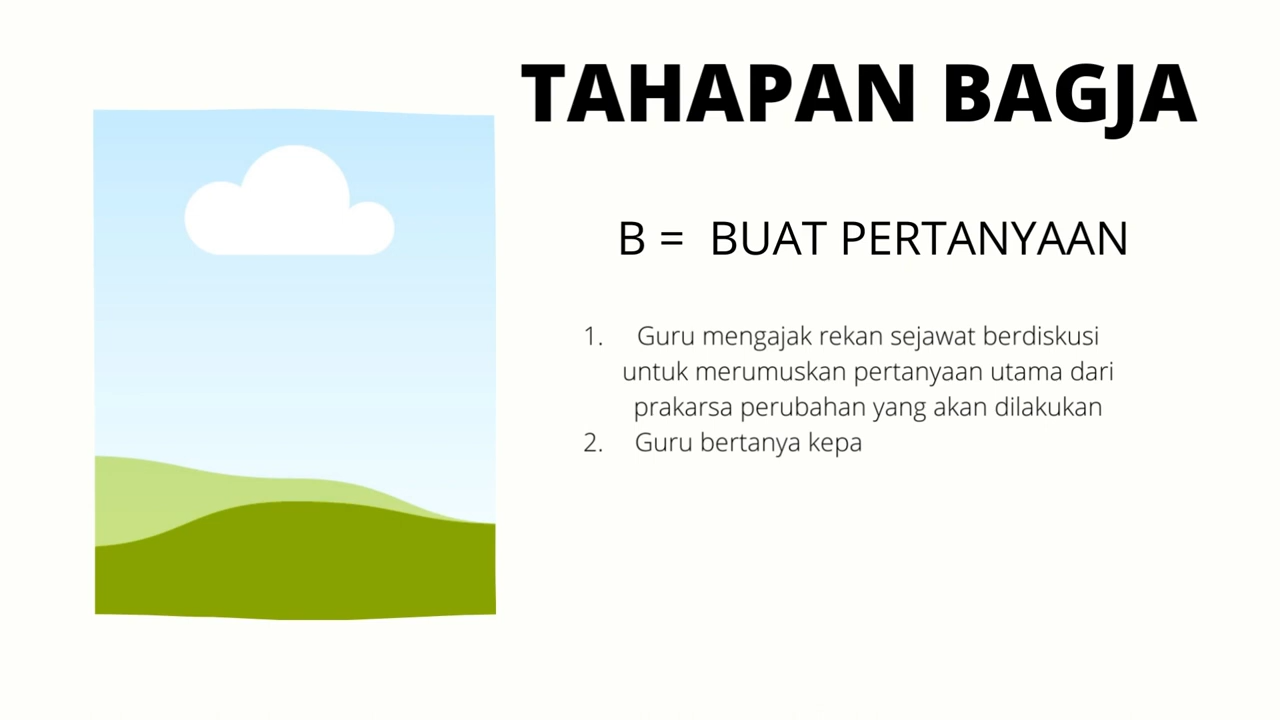 TAHAPAN BAGJA
B = BUAT PERTANYAAN
1. Guru mengajak rekan sejawat berdiskusi
untuk merumuskan pertanyaan utama dari
prakarsa perubahan yang akan dilakukan
2. Guru bertanya kepa